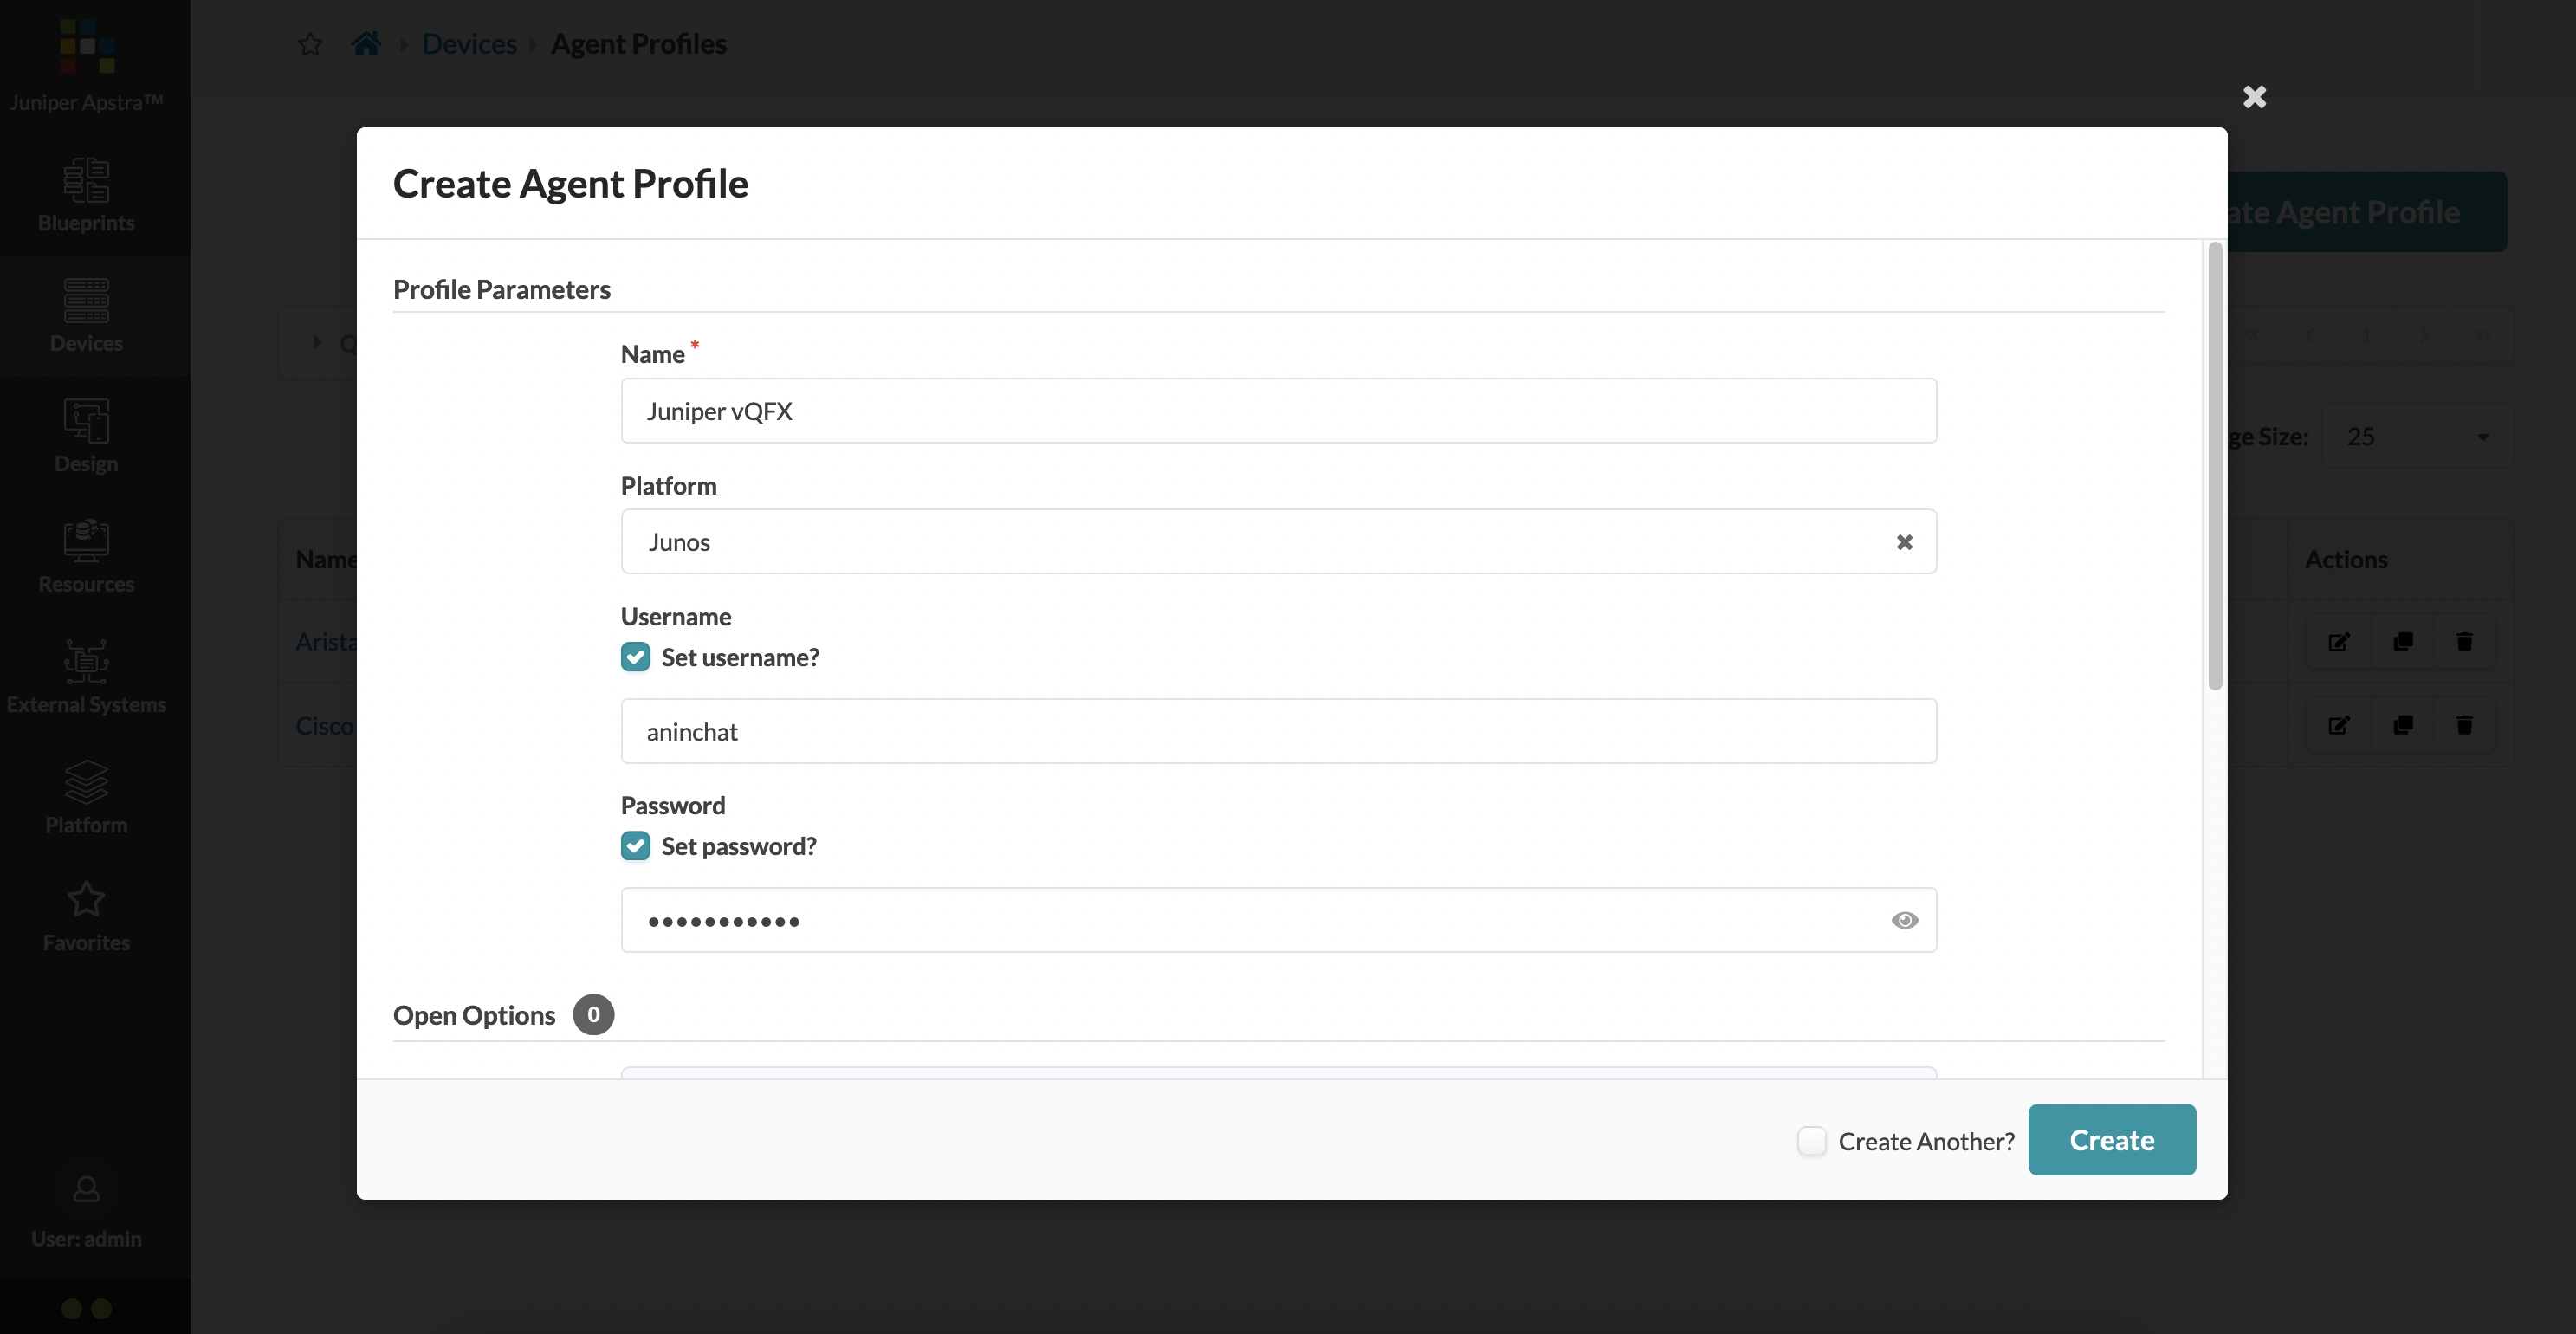 Juniper Apstra™
Blueprints
Devices
Design
Resources
External Systems
Platform
Favorites
User: admin
Devices
Agent Profiles
ate Agent Profile
Q
1
ge Size:
25
Name
Actions
Arista
Cisco
Create Agent Profile
Profile Parameters
Name *
Juniper vQFX
Platform
Junos
Username
Set username?
aninchat
Password
Set password?
•••••••••••
Open Options 0
Create Another?
Create